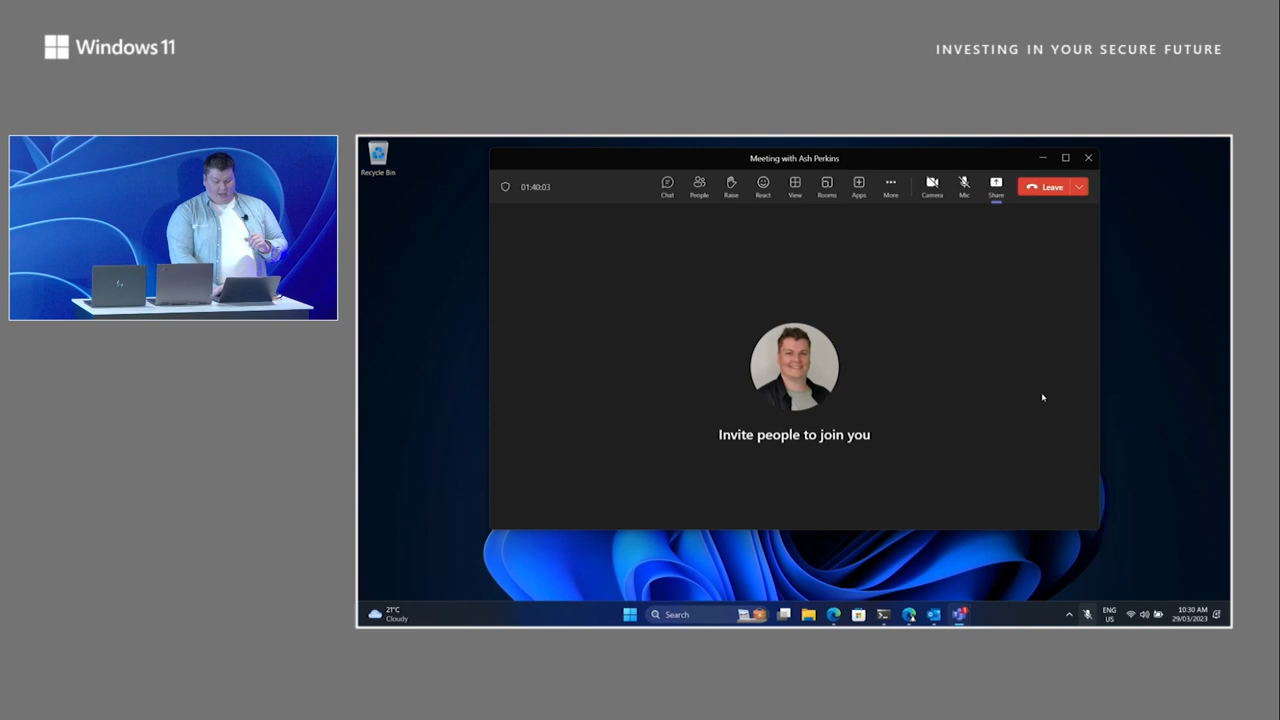 Windows 11
INVESTING IN YOUR SECURE FUTURE
Recycle Bin
Meeting with Ash Perkins
01:40:03
Chat
People
Raise
React
View
Rooms
Apps
More
Camera
Mic
Share
Leave
Invite people to join you
21°C
Cloudy
Search
1
ENG
US
10:30 AM
29/03/2023